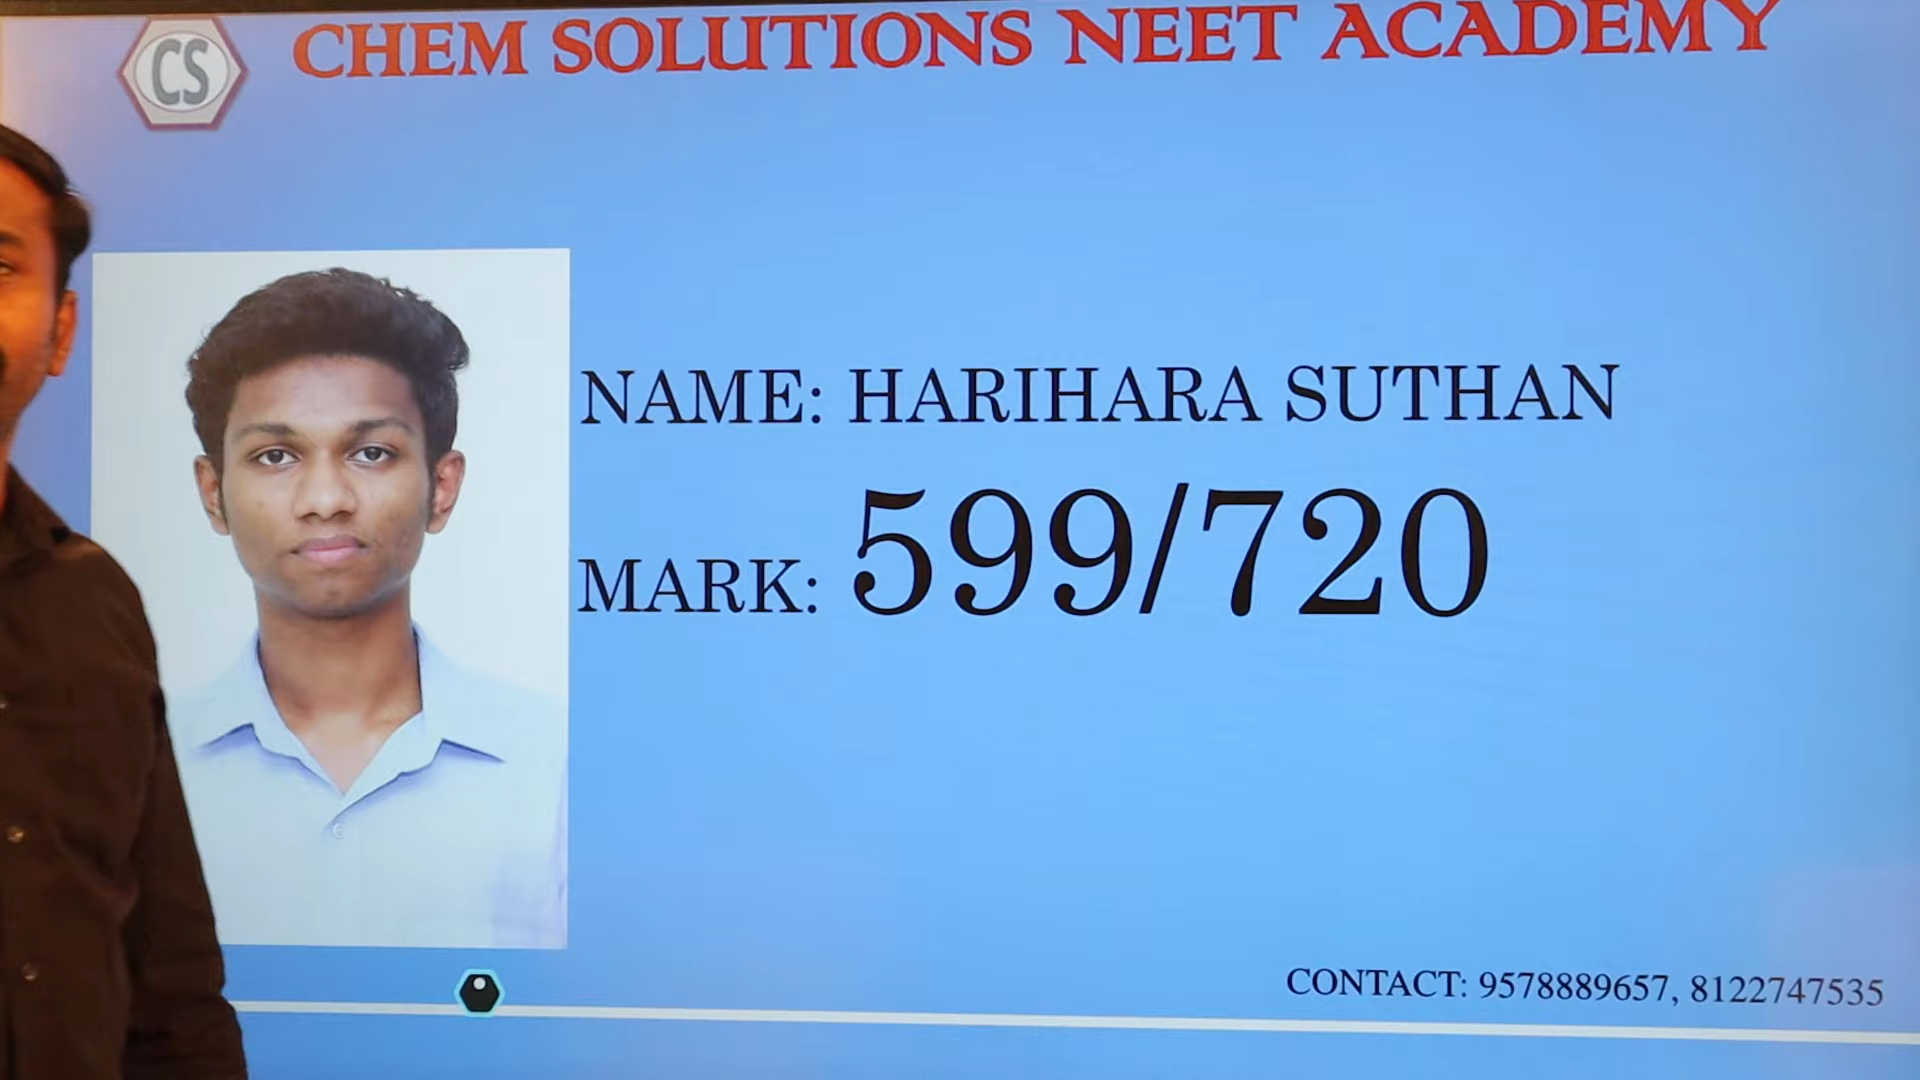 CS
CHEM SOLUTIONS NEET ACADEMY
NAME: HARIHARA SUTHAN
MARK: 599/720
CONTACT: 9578889657, 8122747535